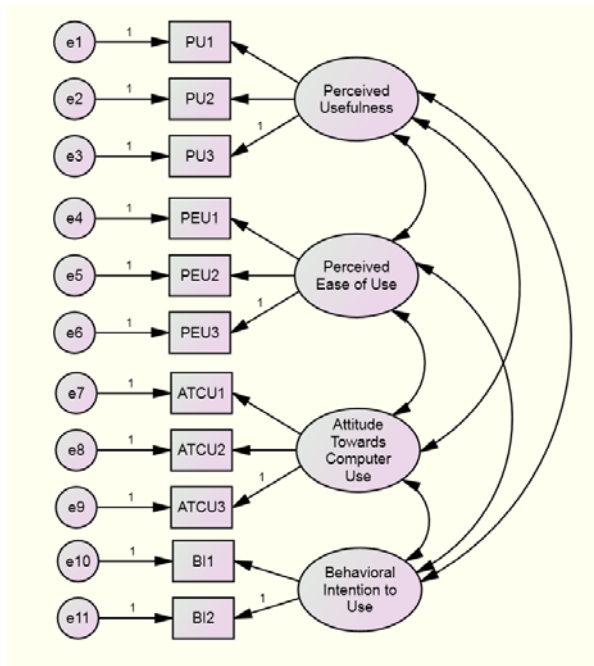 e1 1 PU1
e2 1 PU2
e3 1 PU3
1
Perceived
Usefulness
e4 1 PEU1
e5 1 PEU2
e6 1 PEU3
1
Perceived
Ease of Use
e7 1 ATCU1
e8 1 ATCU2
e9 1 ATCU3
1
Attitude
Towards
Computer
Use
e10 1 BI1
e11 1 BI2
1
Behavioral
Intention to
Use